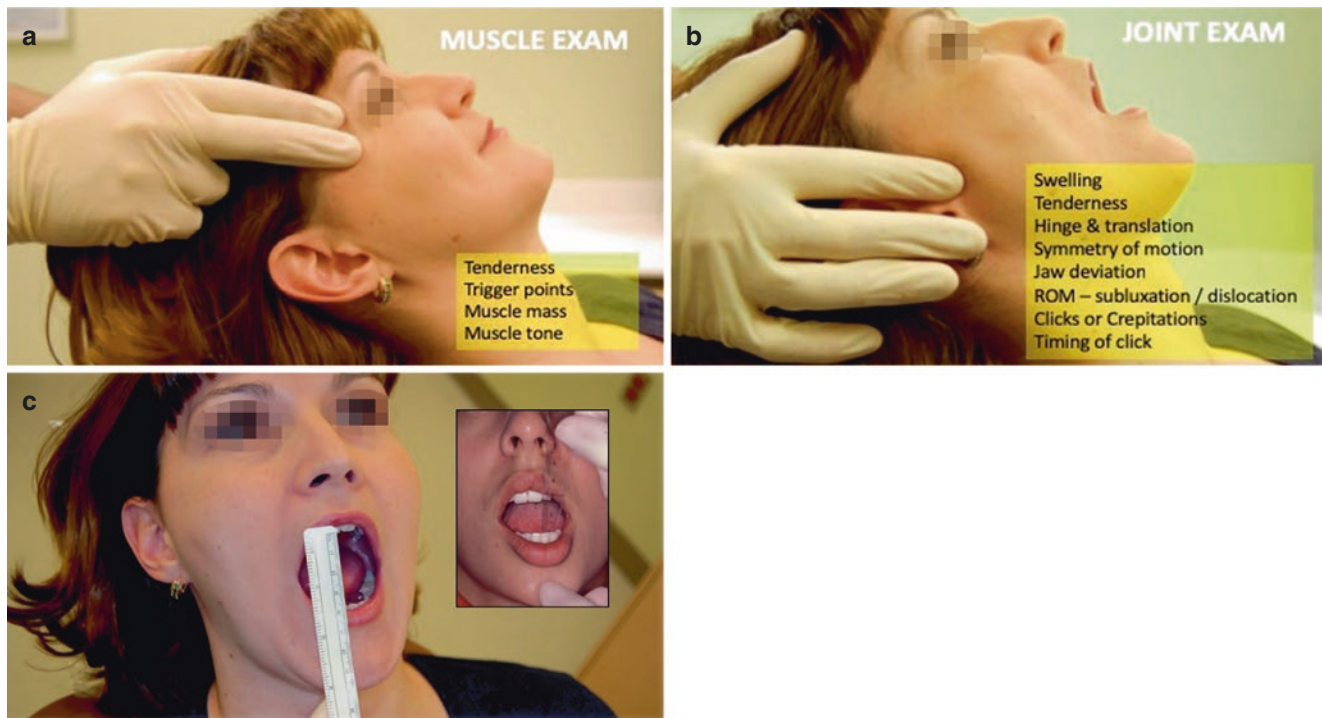 a
MUSCLE EXAM
Tenderness
Trigger points
Muscle mass
Muscle tone
b
JOINT EXAM
Swelling
Tenderness
Hinge & translation
Symmetry of motion
Jaw deviation
ROM – subluxation / dislocation
Clicks or Crepitations
Timing of click
c